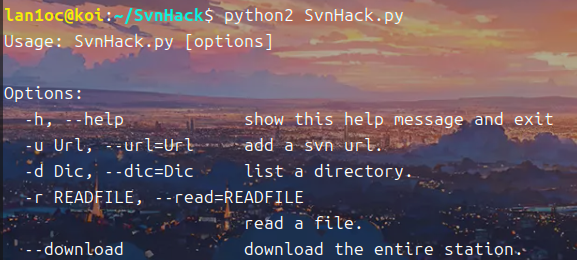 lan1oc@koi:~/SvnHack$ python2 SvnHack.py
Usage: SvnHack.py [options]
Options:
-h, --help show this help message and exit
-u Url, --url=Url add a svn url.
-d Dic, --dic=Dic list a directory.
-r READFILE, --read=READFILE
read a file.
--download download the entire station.